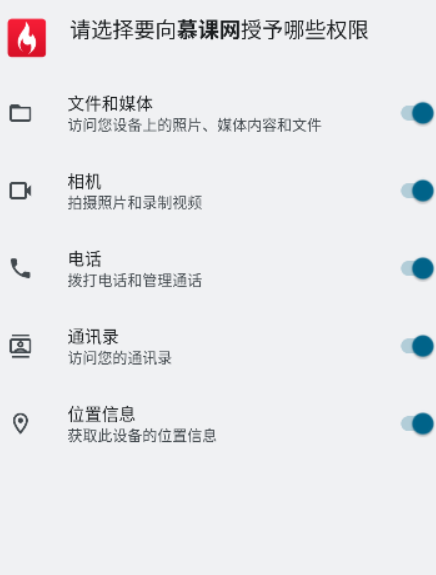 请选择要向慕课网授予哪些权限
文件和媒体
访问您设备上的照片、媒体内容和文件
相机
拍摄照片和录制视频
电话
拨打电话和管理通话
通讯录
访问您的通讯录
位置信息
获取此设备的位置信息